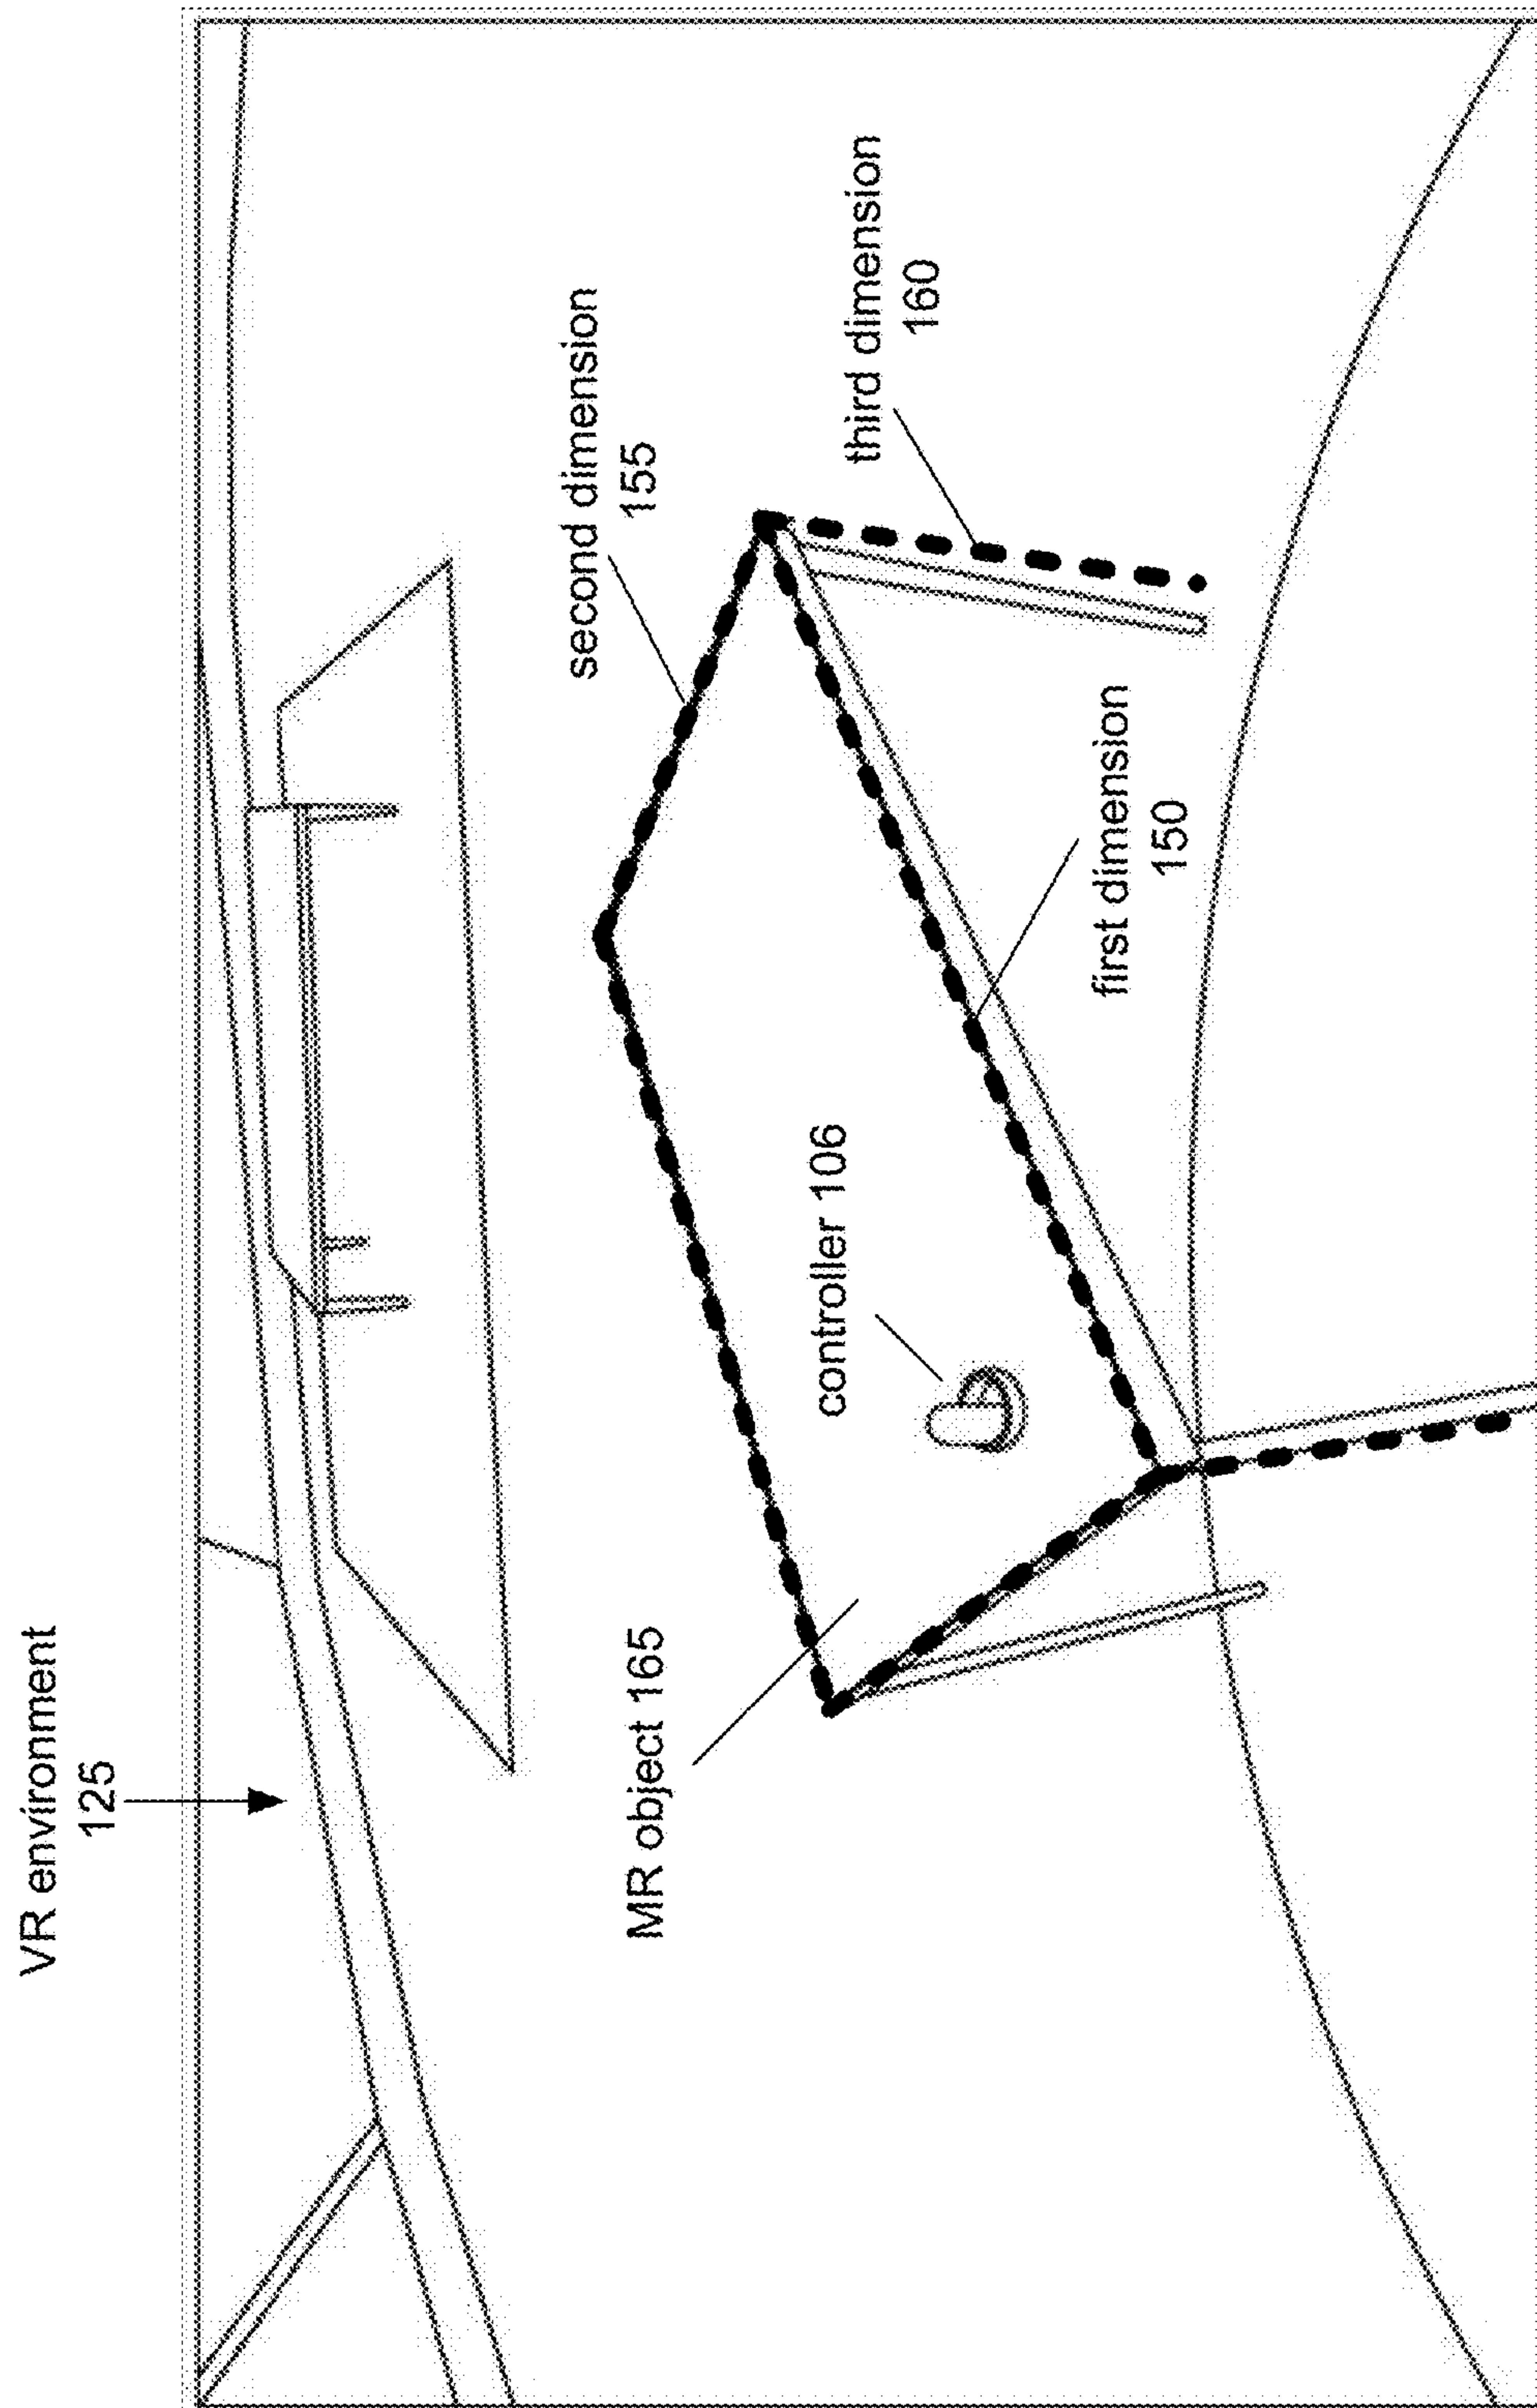 VR environment
125
MR object 165
controller 106
second dimension
155
first dimension
150
third dimension
160